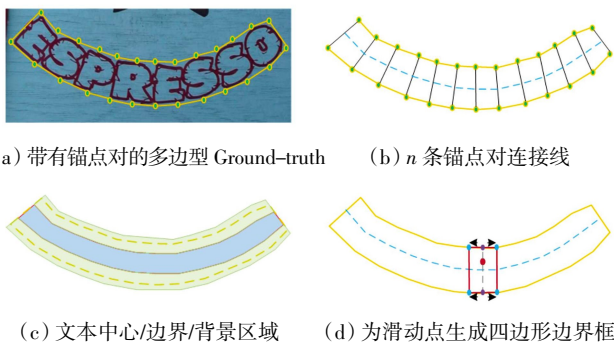 ESPRESSO
a）带有锚点对的多边型 Ground–truth
（b）n 条锚点对连接线
（c）文本中心/边界/背景区域
（d）为滑动点生成四边形边界框